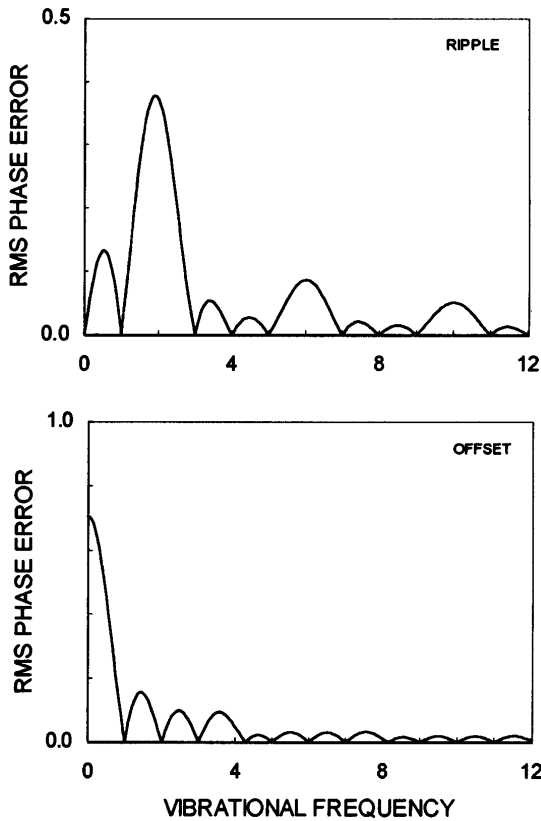 0.5
RIPPLE
RMS PHASE ERROR
0.0
0 4 8 12
1.0
OFFSET
RMS PHASE ERROR
0.0
0 4 8 12
VIBRATIONAL FREQUENCY